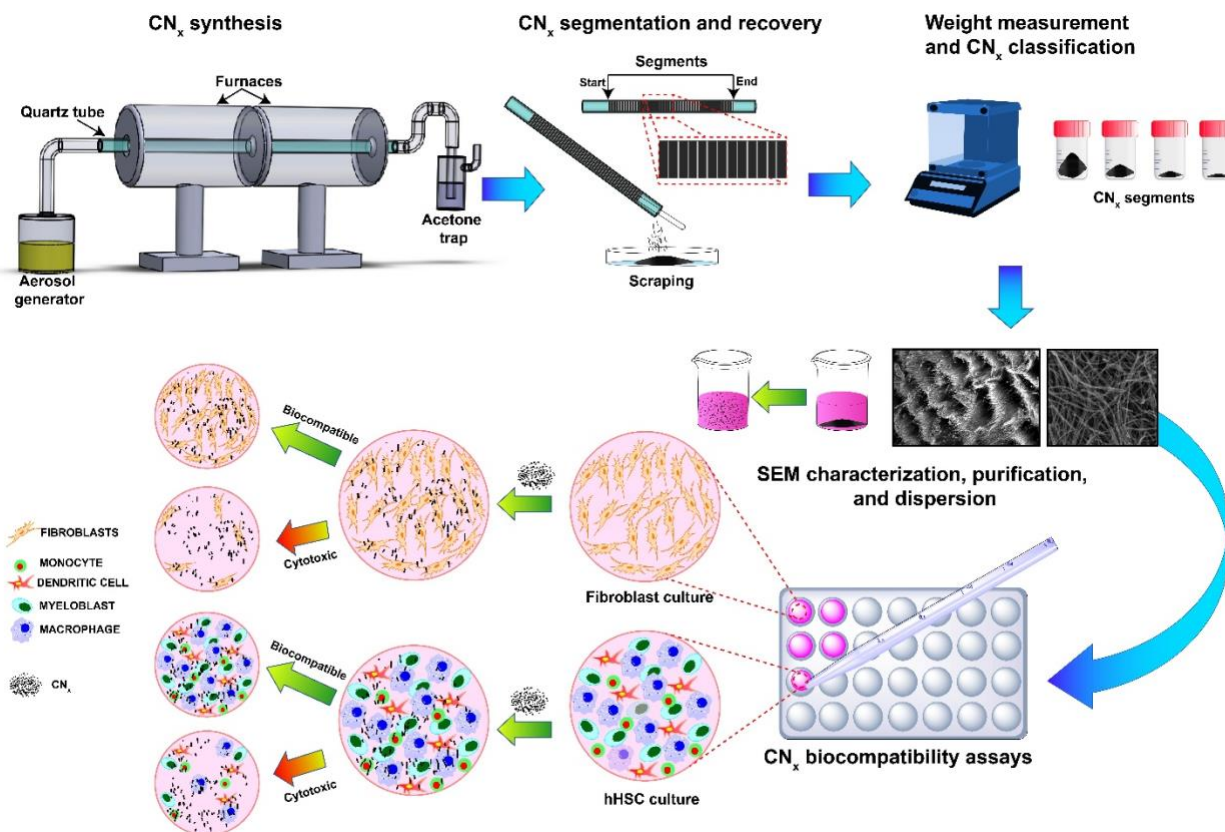 CNx synthesis
Furnaces
Quartz tube
Acetone
trap
Aerosol
generator
CNx segmentation and recovery
Segments
Start
End
Scraping
Weight measurement
and CNx classification
CNx segments
SEM characterization, purification,
and dispersion
Biocompatible
Cytotoxic
Fibroblast culture
FIBROBLASTS
MONOCYTE
DENDRITIC CELL
MYELOBLAST
MACROPHAGE
CNx
Biocompatible
Cytotoxic
hHSC culture
CNx biocompatibility assays